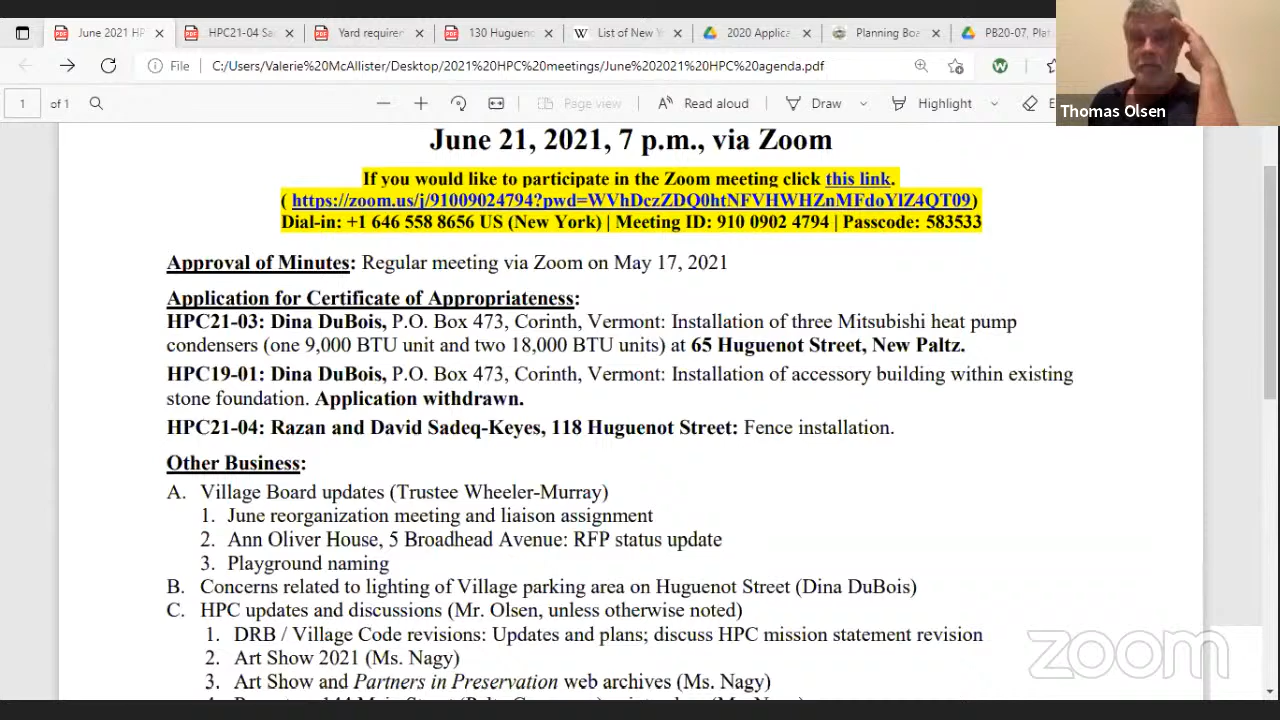 June 2021 HP
HPC21-04 S
Yard requirer
130 Huguen
List of New Y
2020 Applica
Planning Boa
PB20-07, Pla
File
C:/Users/Valerie%20McAllister/Desktop/2021%20HPC%20meetings/June%202021%20HPC%20agenda.pdf
1 of 1
Page view
Read aloud
Draw
Highlight
Thomas Olsen
June 21, 2021, 7 p.m., via Zoom
If you would like to participate in the Zoom meeting click this link.
( https://zoom.us/j/91009024794?pwd=WVhDczZDQ0htNFVHWHZnMFdoYlZ4QT09)
Dial-in: +1 646 558 8656 US (New York) | Meeting ID: 910 0902 4794 | Passcode: 583533
Approval of Minutes: Regular meeting via Zoom on May 17, 2021
Application for Certificate of Appropriateness:
HPC21-03: Dina DuBois, P.O. Box 473, Corinth, Vermont: Installation of three Mitsubishi heat pump
condensers (one 9,000 BTU unit and two 18,000 BTU units) at 65 Huguenot Street, New Paltz.
HPC19-01: Dina DuBois, P.O. Box 473, Corinth, Vermont: Installation of accessory building within existing
stone foundation. Application withdrawn.
HPC21-04: Razan and David Sadeq-Keyes, 118 Huguenot Street: Fence installation.
Other Business:
A. Village Board updates (Trustee Wheeler-Murray)
1. June reorganization meeting and liaison assignment
2. Ann Oliver House, 5 Broadhead Avenue: RFP status update
3. Playground naming
B. Concerns related to lighting of Village parking area on Huguenot Street (Dina DuBois)
C. HPC updates and discussions (Mr. Olsen, unless otherwise noted)
1. DRB / Village Code revisions: Updates and plans; discuss HPC mission statement revision
2. Art Show 2021 (Ms. Nagy)
3. Art Show and Partners in Preservation web archives (Ms. Nagy)
zoom